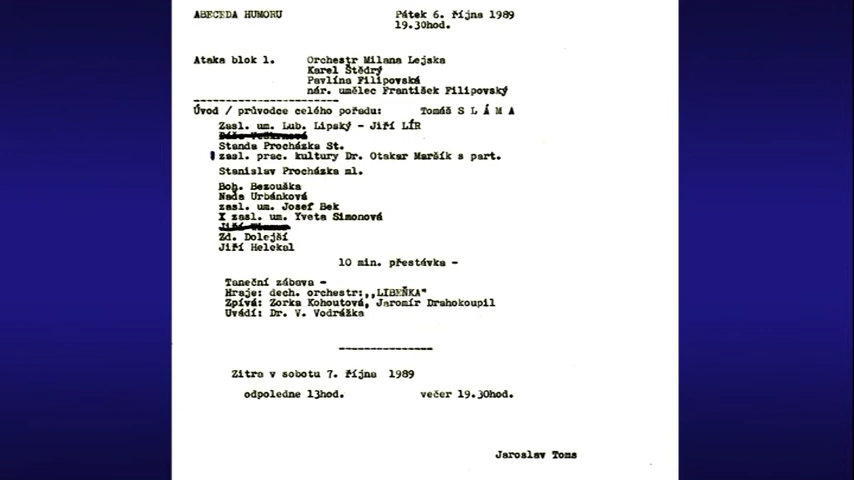 ABECEDA HUMORU Pátek 6. října 1989
19.30hod.
Ataka blok 1. Orchestr Milana Lejska
Karel Štědrý
Pavlína Filipovská
nár. umělec František Filipovský
--------------------------
Úvod / průvodce celého pořadu: Tomáš S L Á M A
Zasl. um. Lub. Lipský - Jiří LÍR
Standa Procházka St.
zasl. prac. kultury Dr. Otakar Marčík s part.
Stanislav Procházka ml.
Boh. Bezouška
Naďa Urbánková
zasl. um. Josef Bek
X zasl. um. Yveta Simonová
Jiří
Zd. Dolejší
Jiří Helekal
10 min. přestávka -
Taneční zábava -
Hraje: dech. orchestr:,,LIBEŇKA"
Zpívá: Zorka Kohoutová, Jaromír Drahokoupil
Uvádí: Dr. V. Vodrážka
---------------
Zítra v sobotu 7. října 1989
odpoledne 13hod. večer 19.30hod.
Jaroslav Toms